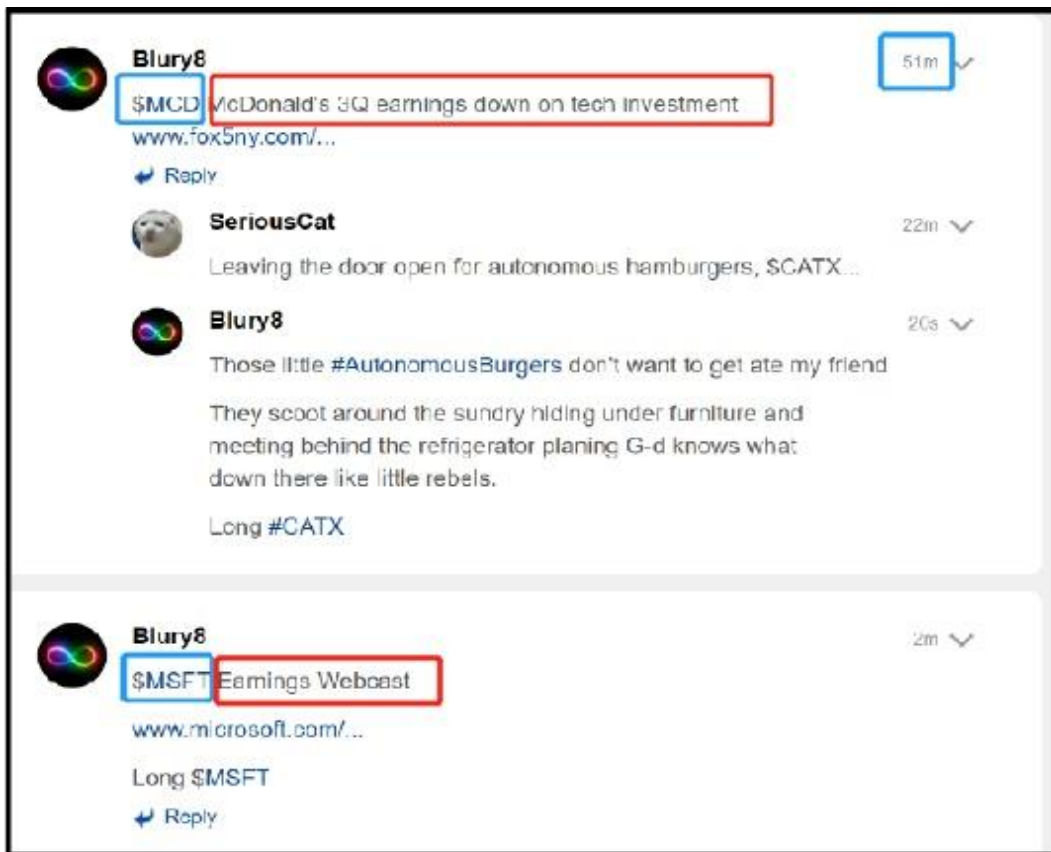 Blury8
51m
$MCD McDonald's 3Q earnings down on tech investment
www.fox5ny.com/...
Reply
SeriousCat
22m
Leaving the door open for autonomous hamburgers, $CATX...
Blury8
20s
Those little #AutonomousBurgers don't want to get ate my friend
They scoot around the sundry hiding under furniture and
meeting behind the refrigerator planing G-d knows what
down there like little rebels.
Long #CATX
Blury8
2m
$MSFT Earnings Webcast
www.microsoft.com/...
Long $MSFT
Reply